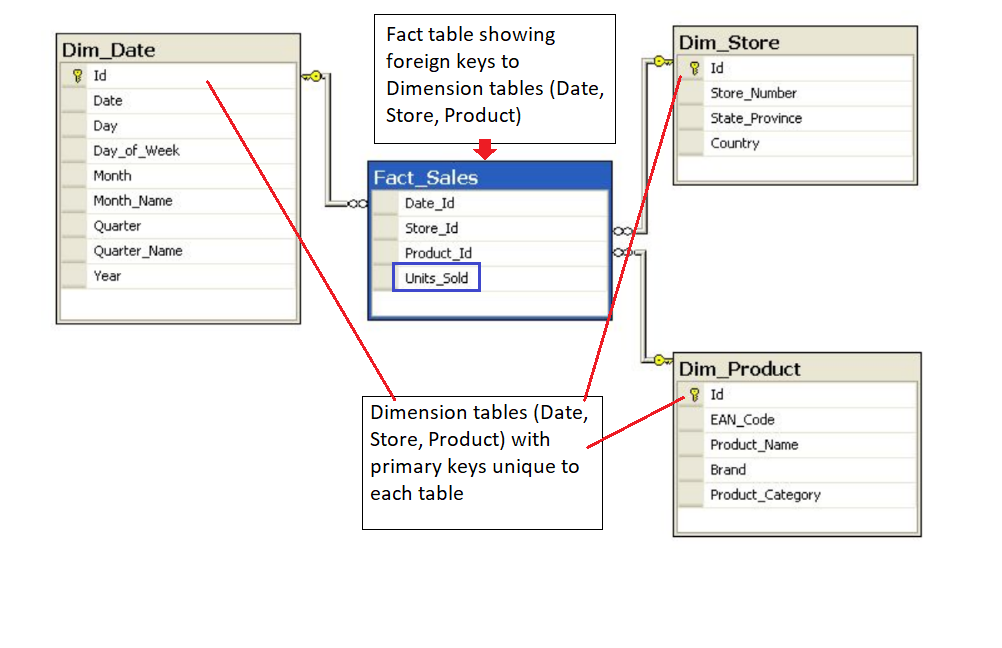 Dim_Date
Id
Date
Day
Day_of_Week
Month
Month_Name
Quarter
Quarter_Name
Year
Fact table showing
foreign keys to
Dimension tables (Date,
Store, Product)
Fact_Sales
Date_Id
Store_Id
Product_Id
Units_Sold
Dim_Store
Id
Store_Number
State_Province
Country
Dimension tables (Date,
Store, Product) with
primary keys unique to
each table
Dim_Product
Id
EAN_Code
Product_Name
Brand
Product_Category